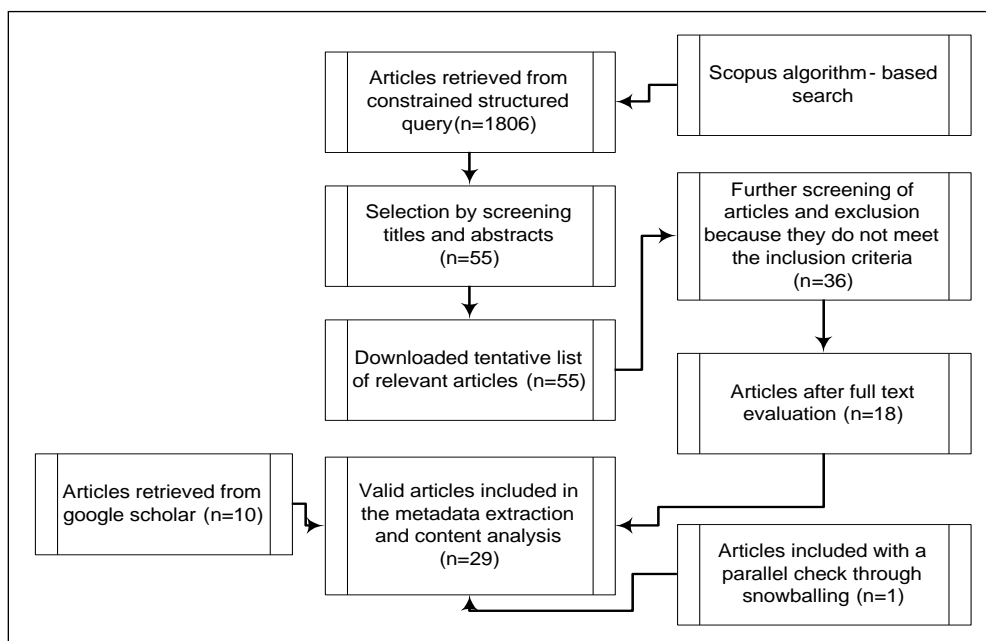 Articles retrieved from
constrained structured
query(n=1806)
Scopus algorithm - based
search
Selection by screening
titles and abstracts
(n=55)
Further screening of
articles and exclusion
because they do not meet
the inclusion criteria
(n=36)
Downloaded tentative list
of relevant articles (n=55)
Articles after full text
evaluation (n=18)
Articles retrieved from
google scholar (n=10)
Valid articles included in
the metadata extraction
and content analysis
(n=29)
Articles included with a
parallel check through
snowballing (n=1)